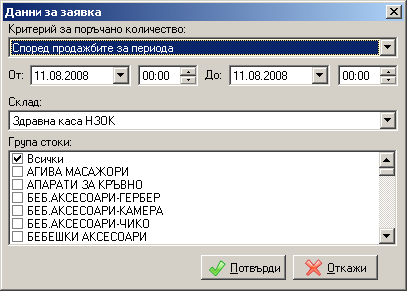 Данни за заявка
Критерий за поръчано количество:
Според продажбите за периода
От: 11.08.2008 00:00 До: 11.08.2008 00:00
Склад:
Здравна каса НЗОК
Група стоки:
Всички
АГИВА МАСАЖОРИ
АПАРАТИ ЗА КРЪВНО
БЕБ.АКСЕСОАРИ-ГЕРБЕР
БЕБ.АКСЕСОАРИ-КАМЕРА
БЕБ.АКСЕСОАРИ-ЧИКО
БЕБЕШКИ АКСЕСОАРИ
Потвърди Откажи